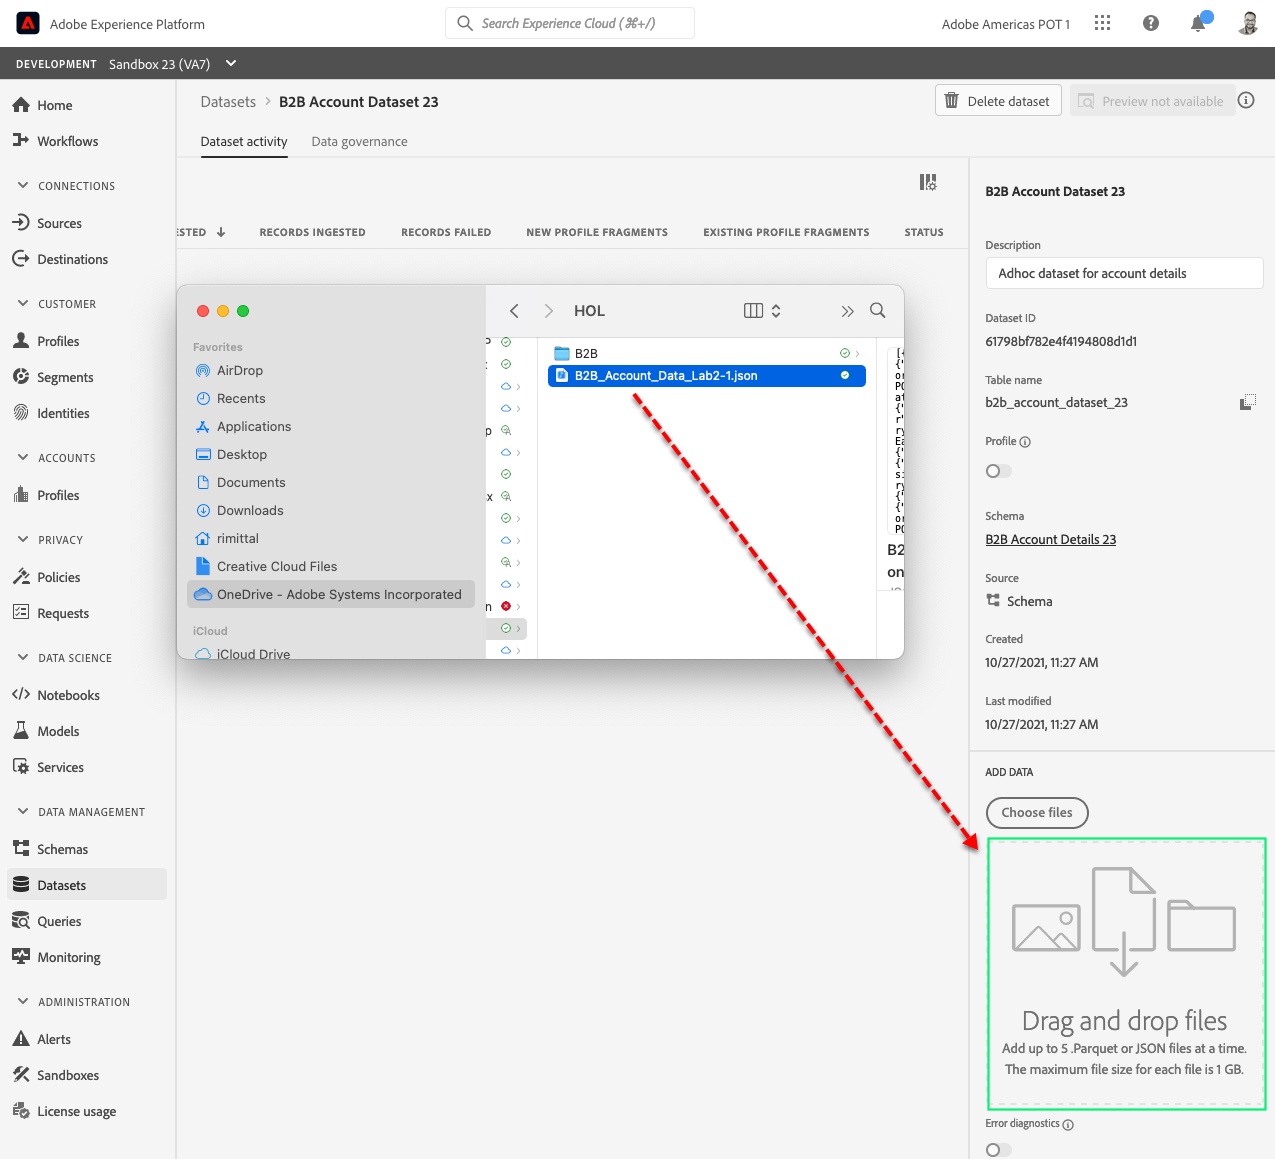 Adobe Experience Platform
Search Experience Cloud (⌘+/)
Adobe Americas POT 1
DEVELOPMENT Sandbox 23 (VA7)
Home
Workflows
CONNECTIONS
Sources
Destinations
CUSTOMER
Profiles
Segments
Identities
ACCOUNTS
Profiles
PRIVACY
Policies
Requests
DATA SCIENCE
Notebooks
Models
Services
DATA MANAGEMENT
Schemas
Datasets
Queries
Monitoring
ADMINISTRATION
Alerts
Sandboxes
License usage
Datasets > B2B Account Dataset 23
Delete dataset
Preview not available
Dataset activity Data governance
ESTED ↓ RECORDS INGESTED RECORDS FAILED NEW PROFILE FRAGMENTS EXISTING PROFILE FRAGMENTS STATUS
HOL
Favorites
AirDrop
Recents
Applications
Desktop
Documents
Downloads
rimittal
Creative Cloud Files
OneDrive - Adobe Systems Incorporated
iCloud
iCloud Drive
B2B
B2B_Account_Data_Lab2-1.json
B2
on
B2B Account Dataset 23
Description
Adhoc dataset for account details
Dataset ID
61798bf782e4f4194808d1d1
Table name
b2b_account_dataset_23
Profile
Schema
B2B Account Details 23
Source
Schema
Created
10/27/2021, 11:27 AM
Last modified
10/27/2021, 11:27 AM
ADD DATA
Choose files
Drag and drop files
Add up to 5 .Parquet or JSON files at a time.
The maximum file size for each file is 1 GB.
Error diagnostics